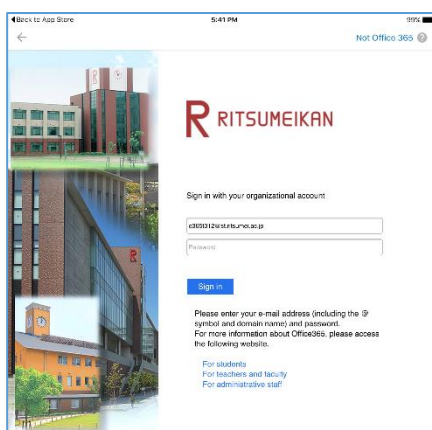 Back to App Store 5:41 PM 99%
Not Office 365 ?
R RITSUMEIKAN
Sign in with your organizational account
Password
Sign in
Please enter your e-mail address (including the @
symbol and domain name) and password.
For more information about Office365, please access
the following website.
For students
For teachers and faculty
For administrative staff